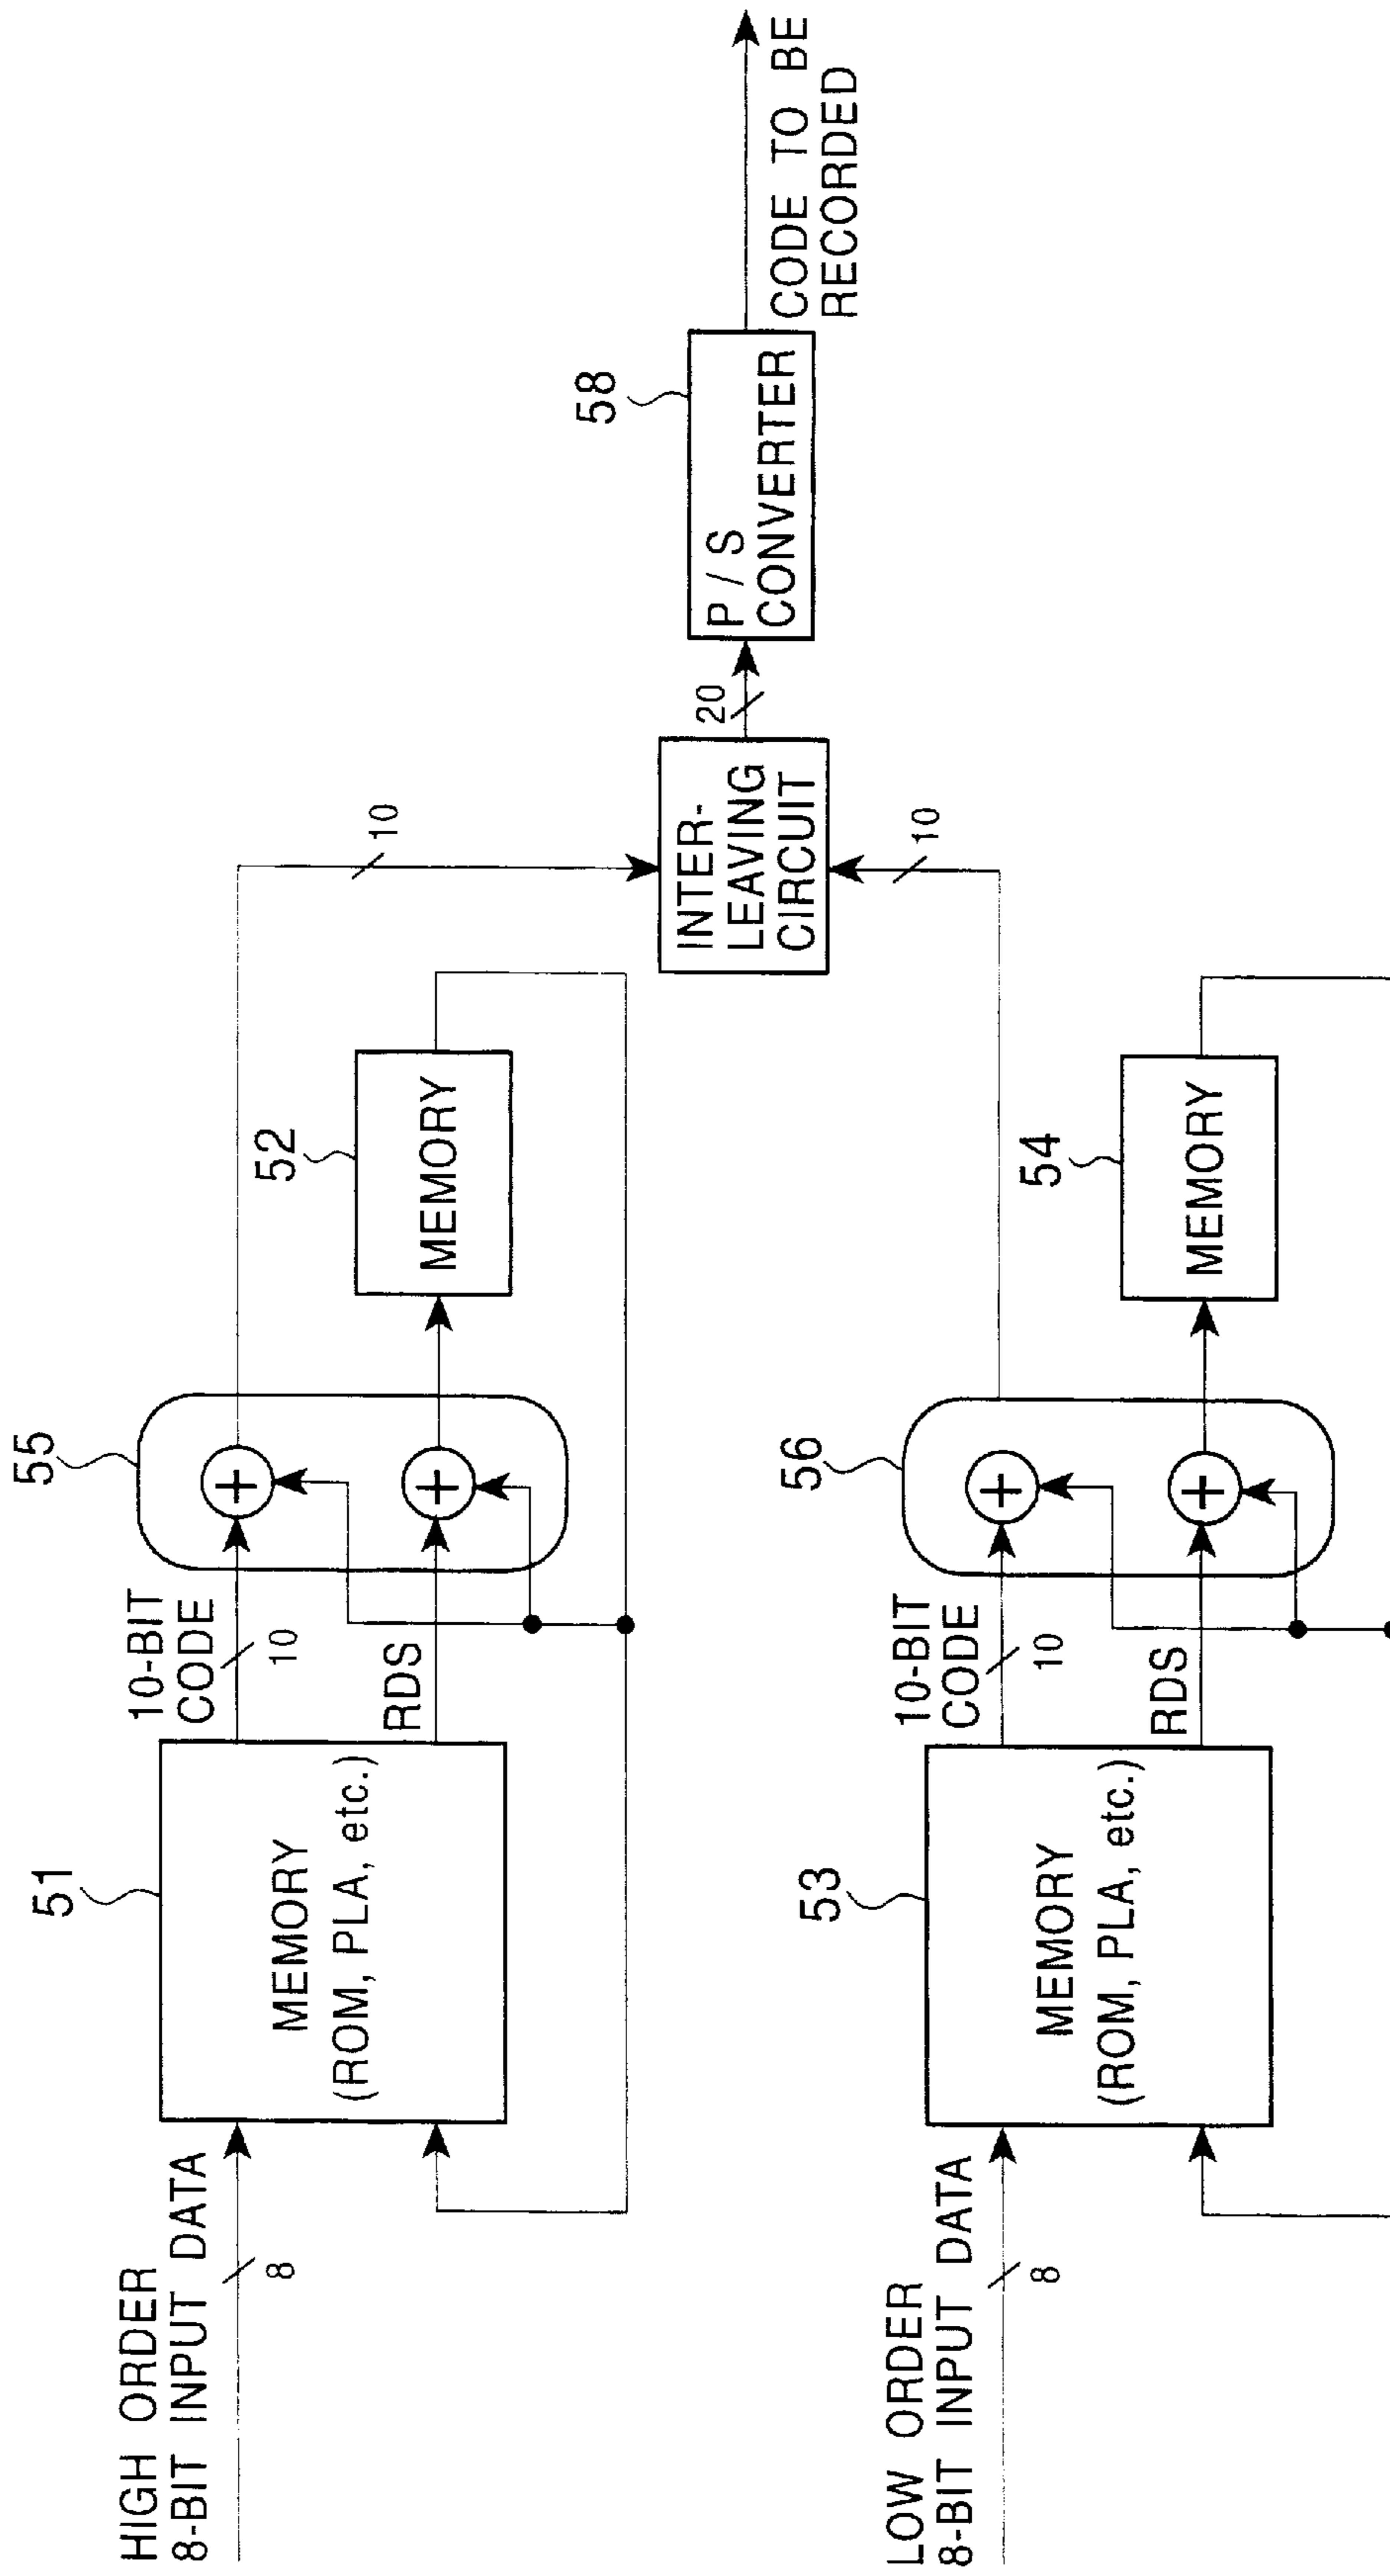 HIGH ORDER
8-BIT INPUT DATA
8
51
MEMORY
(ROM, PLA, etc.)
10-BIT
CODE
10
RDS
55
52
MEMORY
10
LOW ORDER
8-BIT INPUT DATA
8
53
MEMORY
(ROM, PLA, etc.)
10-BIT
CODE
10
RDS
56
54
MEMORY
10
INTER-
LEAVING
CIRCUIT
20
58
P / S
CONVERTER
CODE TO BE
RECORDED